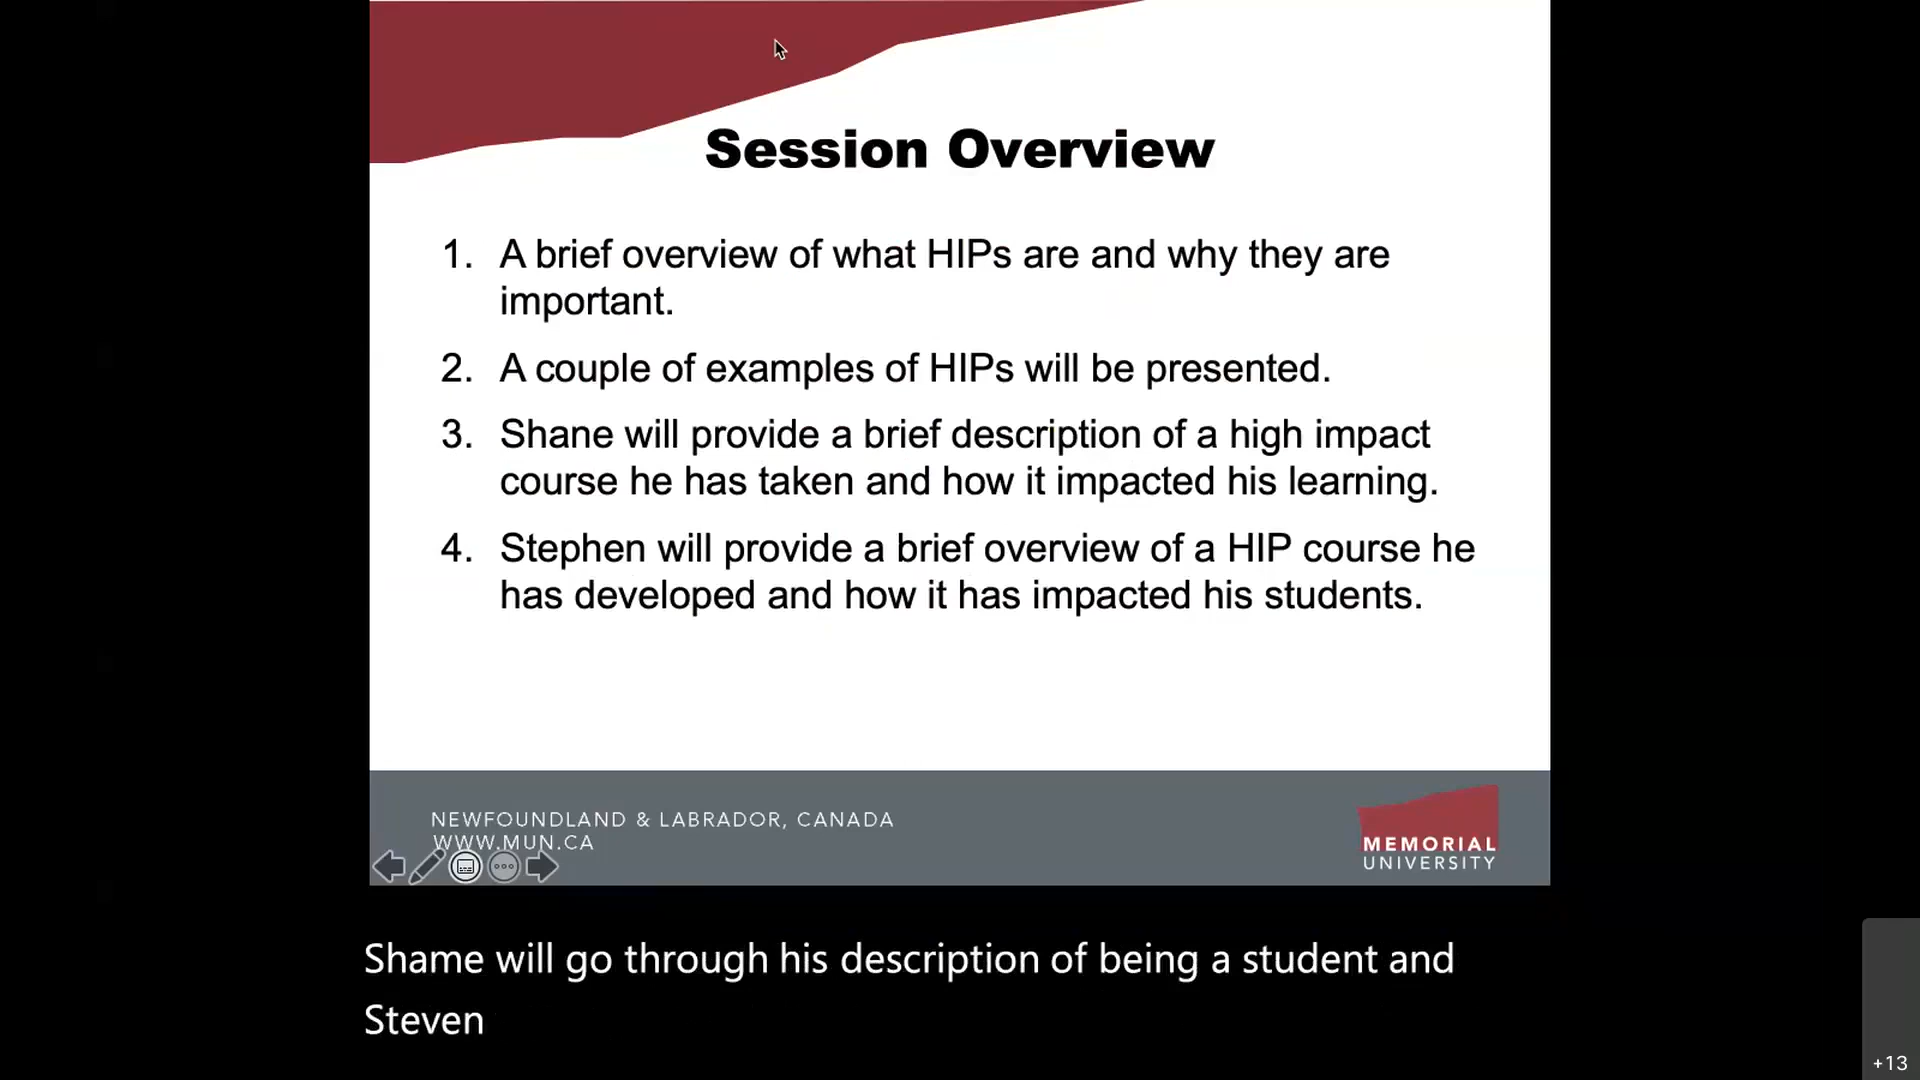 Session Overview
1. A brief overview of what HIPs are and why they are
important.
2. A couple of examples of HIPs will be presented.
3. Shane will provide a brief description of a high impact
course he has taken and how it impacted his learning.
4. Stephen will provide a brief overview of a HIP course he
has developed and how it has impacted his students.
NEWFOUNDLAND & LABRADOR, CANADA
WWW.MUN.CA
MEMORIAL
UNIVERSITY
Shame will go through his description of being a student and
Steven
+13